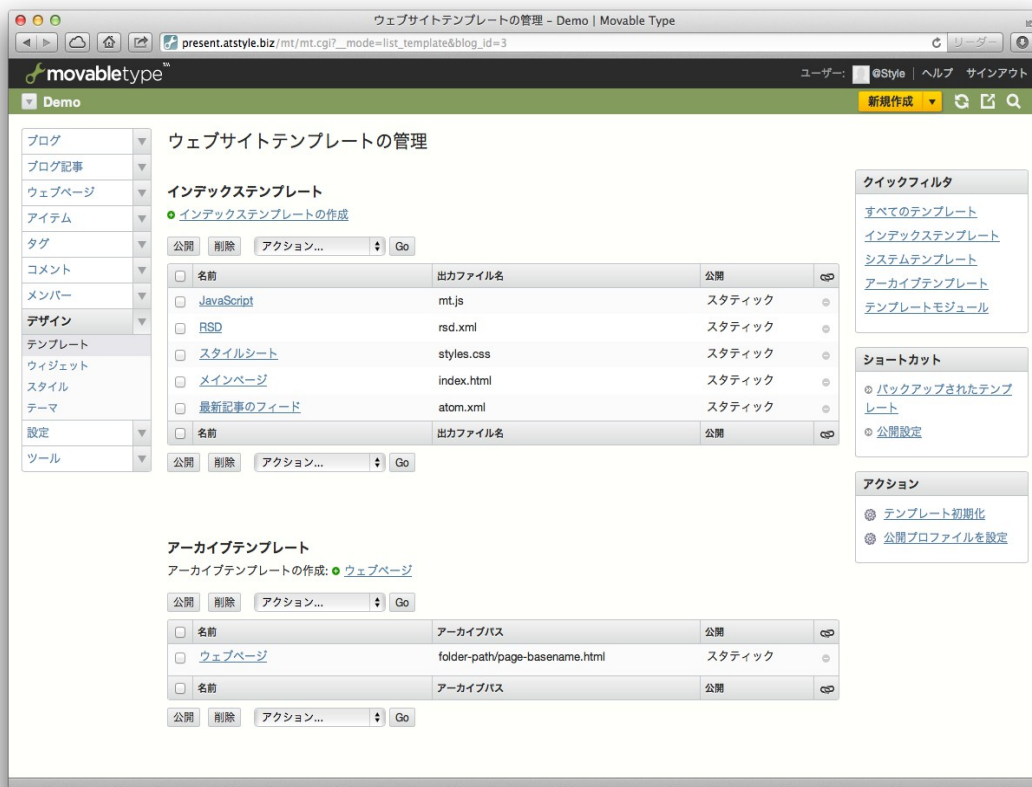 ウェブサイトテンプレートの管理 – Demo | Movable Type
present.atstyle.biz/mt/mt.cgi?__mode=list_template&blog_id=3
リーダー
movabletype™
ユーザー: @Style | ヘルプ サインアウト
Demo
新規作成
ブログ
ブログ記事
ウェブページ
アイテム
タグ
コメント
メンバー
デザイン
テンプレート
ウィジェット
スタイル
テーマ
設定
ツール
ウェブサイトテンプレートの管理
インデックステンプレート
インデックステンプレートの作成
公開 削除 アクション... Go
名前 出力ファイル名 公開
JavaScript mt.js スタティック
RSD rsd.xml スタティック
スタイルシート styles.css スタティック
メインページ index.html スタティック
最新記事のフィード atom.xml スタティック
名前 出力ファイル名 公開
公開 削除 アクション... Go
アーカイブテンプレート
アーカイブテンプレートの作成: ウェブページ
公開 削除 アクション... Go
名前 アーカイブパス 公開
ウェブページ folder-path/page-basename.html スタティック
名前 アーカイブパス 公開
公開 削除 アクション... Go
クイックフィルタ
すべてのテンプレート
インデックステンプレート
システムテンプレート
アーカイブテンプレート
テンプレートモジュール
ショートカット
バックアップされたテンプ
レート
公開設定
アクション
テンプレート初期化
公開プロファイルを設定